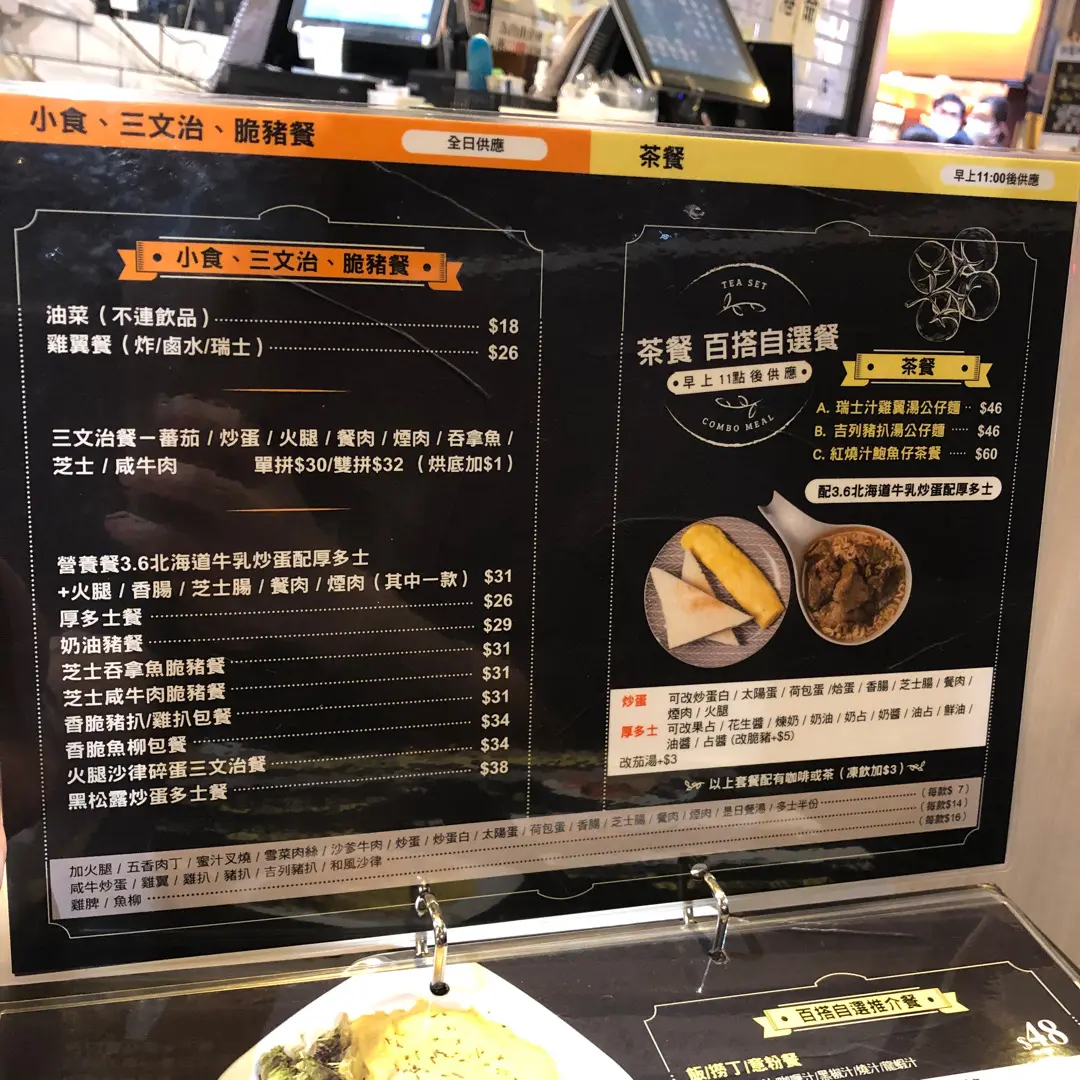 小食、三文治、脆豬餐
全日供應
茶餐
早上11:00後供應
小食、三文治、脆豬餐
油菜（不連飲品） $18
雞翼餐（炸/鹵水/瑞士） $26
三文治餐－蕃茄 / 炒蛋 / 火腿 / 餐肉 / 煙肉 / 吞拿魚 /
芝士 / 咸牛肉 單拼$30/雙拼$32 （烘底加$1）
營養餐3.6北海道牛乳炒蛋配厚多士
+火腿 / 香腸 / 芝士腸 / 餐肉 / 煙肉（其中一款） $31
厚多士餐 $26
奶油豬餐 $29
芝士吞拿魚脆豬餐 $31
芝士咸牛肉脆豬餐 $31
香脆豬扒/雞扒包餐 $31
香脆魚柳包餐 $34
火腿沙律碎蛋三文治餐 $34
黑松露炒蛋多士餐 $38
TEA SET
茶餐 百搭自選餐
早上 11點後供應
COMBO MEAL
茶餐
A. 瑞士汁雞翼湯公仔麵 $46
B. 吉列豬扒湯公仔麵 $46
C. 紅燒汁鮑魚仔茶餐 $60
配3.6北海道牛乳炒蛋配厚多士
炒蛋 可改炒蛋白 / 太陽蛋 / 荷包蛋 /烚蛋 / 香腸 / 芝士腸 / 餐肉 /
煙肉 / 火腿
厚多士 可改果占 / 花生醬 / 煉奶 / 奶油 / 奶占 / 奶醬 / 油占 / 鮮油 /
油醬 / 占醬 (改脆豬+$5)
改茄湯+$3
以上套餐配有咖啡或茶（凍飲加$3）
加火腿 / 五香肉丁 / 蜜汁叉燒 / 雪菜肉絲 / 沙爹牛肉 / 炒蛋 / 炒蛋白 / 太陽蛋 / 荷包蛋 / 香腸 / 芝士腸 / 餐肉 / 煙肉 / 是日餐湯 / 多士半份 （每款$ 7）
咸牛炒蛋 / 雞翼 / 雞扒 / 豬扒 / 吉列豬扒 / 和風沙律 （每款$14）
雞脾 / 魚柳 （每款$16）
百搭自選推介餐
$48
飯/撈丁/意粉餐
黑椒汁/燒汁/龍蝦汁